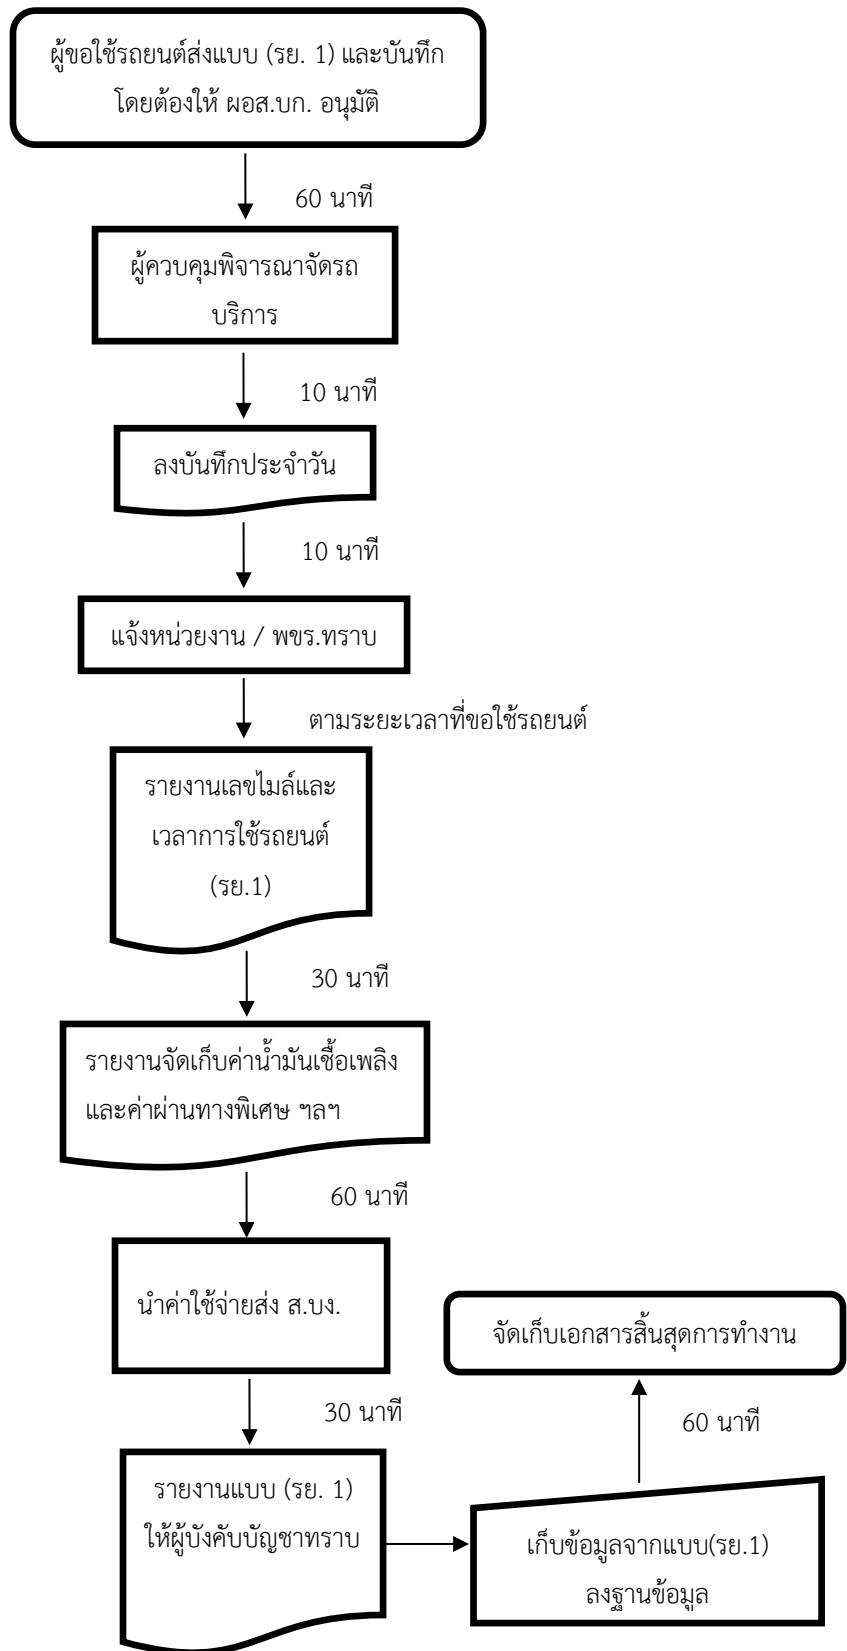 ผู้ขอใช้รถยนต์ส่งแบบ (รย. 1) และบันทึก
โดยต้องให้ ผอส.บก. อนุมัติ
60 นาที
ผู้ควบคุมพิจารณาจัดรถ
บริการ
10 นาที
ลงบันทึกประจำวัน
10 นาที
แจ้งหน่วยงาน / พขร.ทราบ
ตามระยะเวลาที่ขอใช้รถยนต์
รายงานเลขไมล์และ
เวลาการใช้รถยนต์
(รย.1)
30 นาที
รายงานจัดเก็บค่าน้ำมันเชื้อเพลิง
และค่าผ่านทางพิเศษ ฯลฯ
60 นาที
นำค่าใช้จ่ายส่ง ส.บง.
30 นาที
รายงานแบบ (รย. 1)
ให้ผู้บังคับบัญชาทราบ
เก็บข้อมูลจากแบบ(รย.1)
ลงฐานข้อมูล
60 นาที
จัดเก็บเอกสารสิ้นสุดการทำงาน